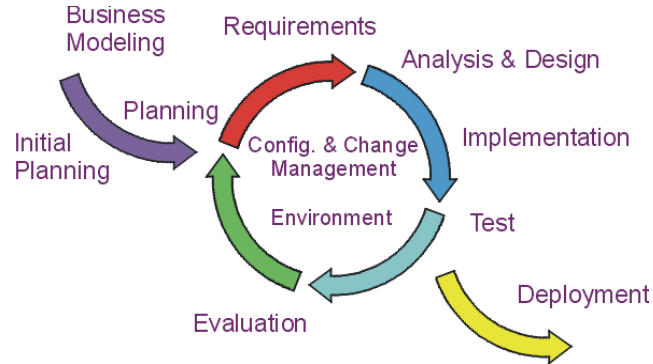 Business
Modeling
Requirements
Analysis & Design
Planning
Initial
Planning
Config. & Change
Management
Implementation
Environment
Test
Evaluation
Deployment